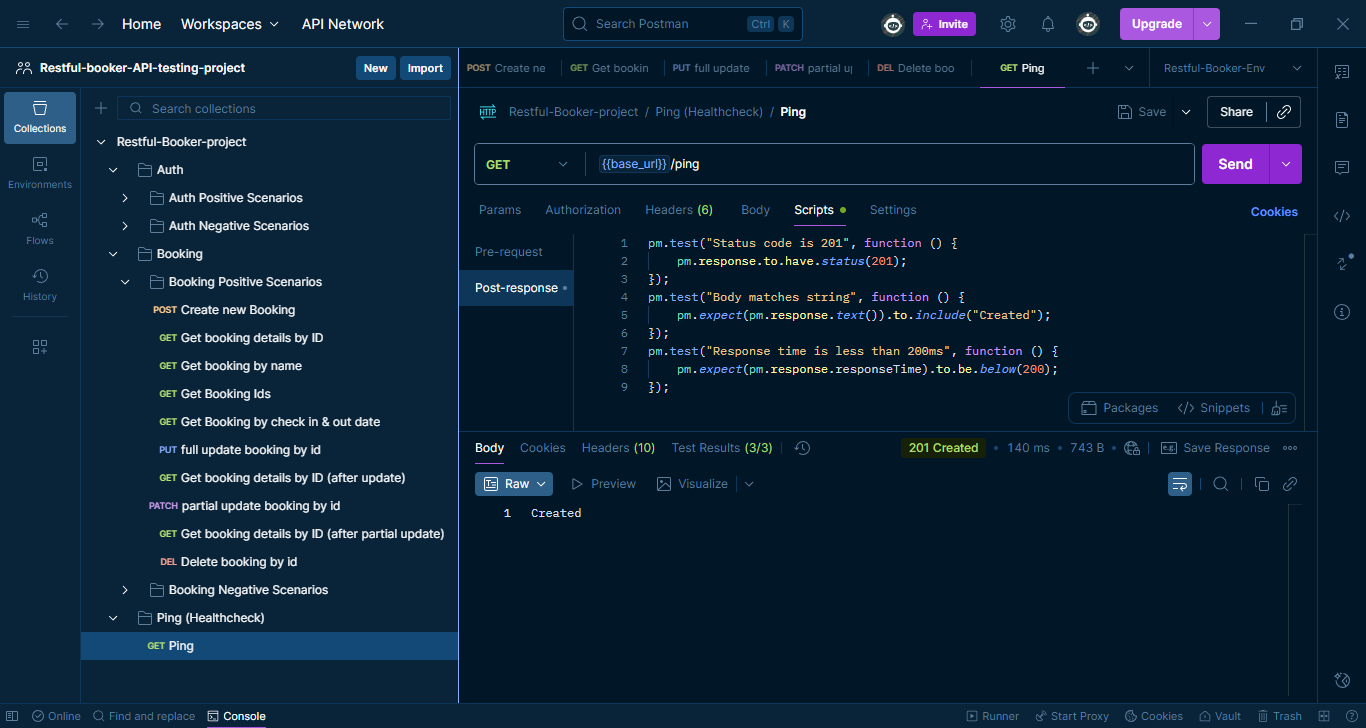 Home Workspaces API Network Search Postman Ctrl K Invite Upgrade
Restful-booker-API-testing-project New Import
POST Create ne GET Get bookin PUT full update PATCH partial u DEL Delete boo GET Ping Restful-Booker-Env
Collections
Environments
Flows
History
Search collections
Restful-Booker-project
Auth
Auth Positive Scenarios
Auth Negative Scenarios
Booking
Booking Positive Scenarios
POST Create new Booking
GET Get booking details by ID
GET Get booking by name
GET Get Booking Ids
GET Get Booking by check in & out date
PUT full update booking by id
GET Get booking details by ID (after update)
PATCH partial update booking by id
GET Get booking details by ID (after partial update)
DEL Delete booking by id
Booking Negative Scenarios
Ping (Healthcheck)
GET Ping
HTTP Restful-Booker-project / Ping (Healthcheck) / Ping Save Share
GET {{base_url}}/ping Send
Params Authorization Headers (6) Body Scripts Settings Cookies
Pre-request
Post-response
1 pm.test("Status code is 201", function () {
2 pm.response.to.have.status(201);
3 });
4 pm.test("Body matches string", function () {
5 pm.expect(pm.response.text()).to.include("Created");
6 });
7 pm.test("Response time is less than 200ms", function () {
8 pm.expect(pm.response.responseTime).to.be.below(200);
9 });
Packages Snippets
Body Cookies Headers (10) Test Results (3/3) 201 Created • 140 ms • 743 B • e.g. Save Response
Raw Preview Visualize
1 Created
Online Find and replace Console Runner Start Proxy Cookies Vault Trash